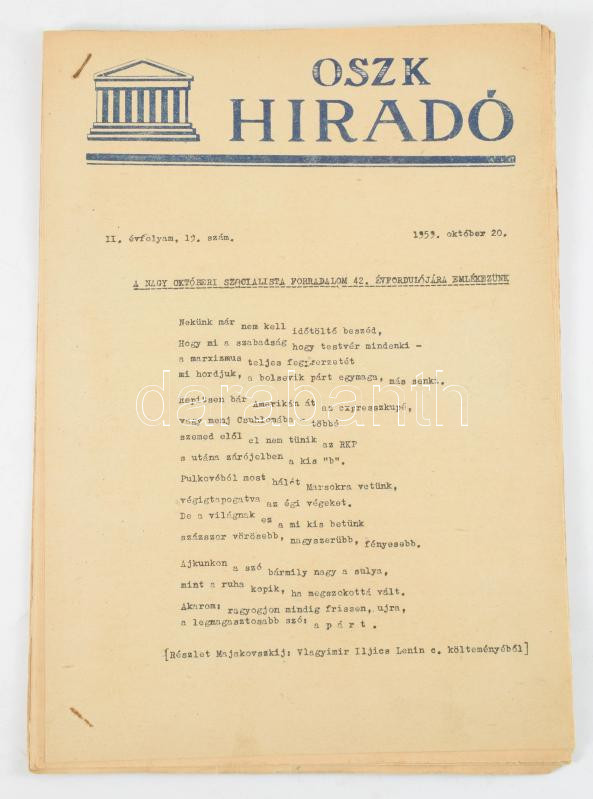 OSZK
HIRADÓ
II. évfolyam, 19. szám.
1959. október 20.
A NAGY OKTÓBERI SZOCIALISTA FORRADALOM 42. ÉVFORDULÓJÁRA EMLÉKEZÜNK
Nekünk már nem kell időtöltő beszéd,
Hogy mi a szabadság hogy testvér mindenki -
a marxizmus teljes fegyverzetét
mi hordjuk, a bolsevik párt egymaga, más senki.
Repitsen bár Amerikán át az expresszkupé,
vagy menj Csuhlomába - többó
szemed elől el nem tünik az RKP
s utána zárójelben a kis "b".
Pulkovóból most hálót Marsokra vetünk,
végigtapogatva az égi végeket.
De a világnak ez a mi kis betünk
százszor vörösebb, nagyszerübb, fényesebb.
Ajkunkon a szó bármily nagy a súlya,
mint a ruha kopik, ha megszokottá vált.
Akarom: ragyogjon mindig frissen, ujra,
a legmagasztosabb szó: a p á r t .
[Részlet Majakovszkij: Vlagyimir Iljics Lenin c. költeményéből]
darabanth